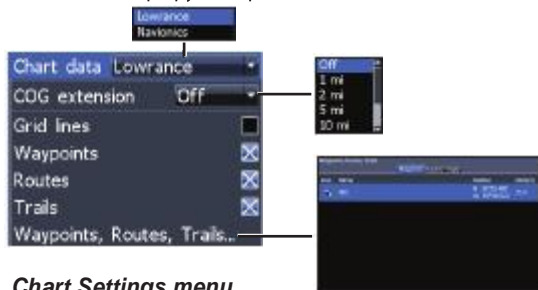 Lowrance
Navionics
Chart data Lowrance
COG extension Off
Grid lines
Waypoints
Routes
Trails
Waypoints, Routes, Trails...
Off
1 mi
2 mi
5 mi
10 mi
Chart Settings menu